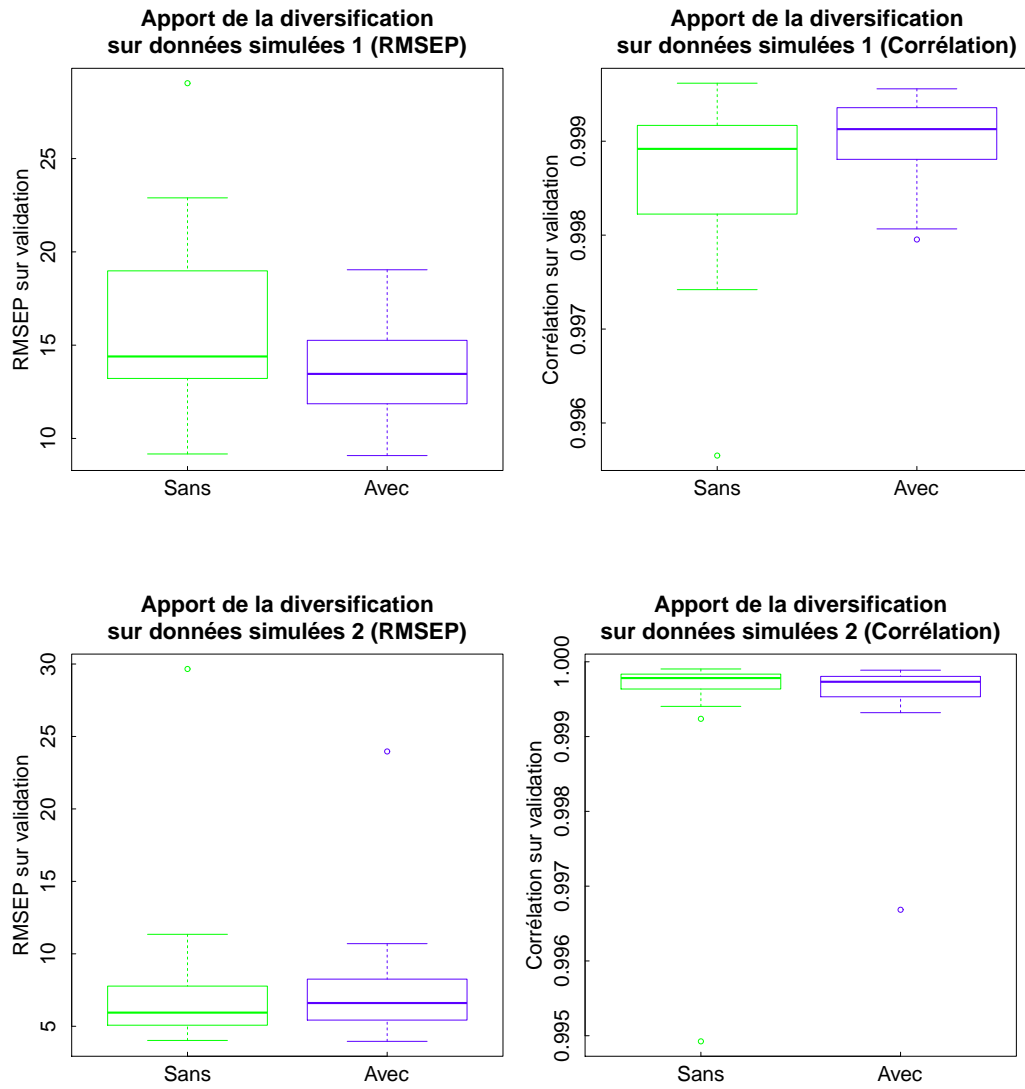 Apport de la diversification
sur données simulées 1 (RMSEP)
RMSEP sur validation
25
20
15
10
Sans
Avec
Apport de la diversification
sur données simulées 1 (Corrélation)
Corrélation sur validation
0.999
0.998
0.997
0.996
Sans
Avec
Apport de la diversification
sur données simulées 2 (RMSEP)
RMSEP sur validation
30
25
20
15
10
5
Sans
Avec
Apport de la diversification
sur données simulées 2 (Corrélation)
Corrélation sur validation
1.000
0.999
0.998
0.997
0.996
0.995
Sans
Avec